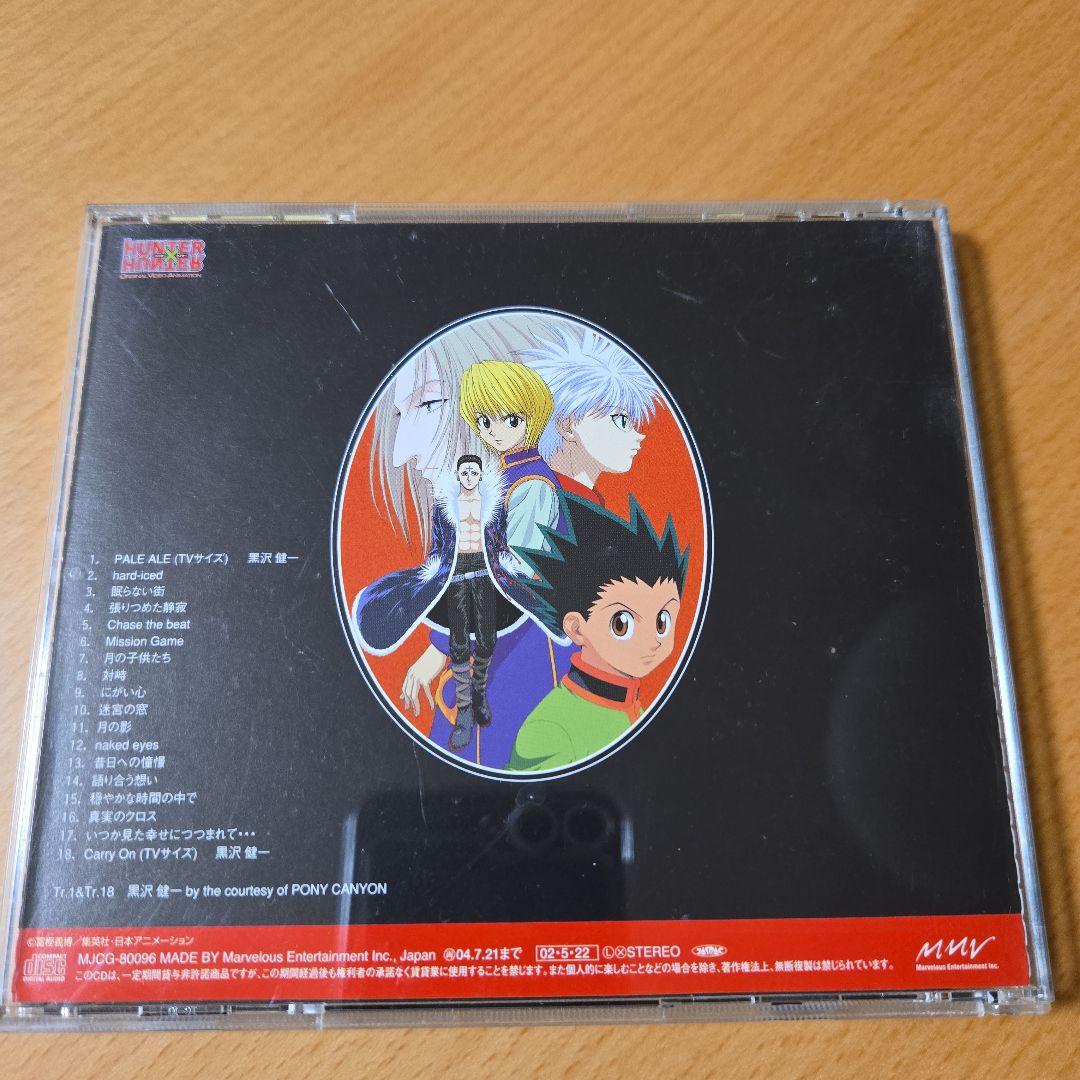 HUNTER
×
HUNTER
ORIGINAL VIDEO ANIMATION
1. PALE ALE (TVサイズ) 黒沢 健一
2. hard-iced
3. 眠らない街
4. 張りつめた静寂
5. Chase the beat
6. Mission Game
7. 月の子供たち
8. 対峙
9. にがい心
10. 迷宮の窓
11. 月の影
12. naked eyes
13. 昔日への憧憬
14. 語り合う想い
15. 穏やかな時間の中で
16. 真実のクロス
17. いつか見た幸せにつつまれて・・・
18. Carry On (TVサイズ) 黒沢 健一
Tr.1&Tr.18 黒沢 健一 by the courtesy of PONY CANYON
©冨樫義博/集英社・日本アニメーション
COMPACT
disc
DIGITAL AUDIO
MJCG-80096 MADE BY Marvelous Entertainment Inc., Japan Ⓡ04.7.21まで 02・5・22 LⓍSTEREO
このCDは、一定期間貸与非許諾商品ですが、この期間経過後も権利者の承諾なく賃貸業に使用することを禁じます。また個人的に楽しむことなどの場合を除き、著作権法上、無断複製は禁じられています。
MMV
Marvelous Entertainment Inc.